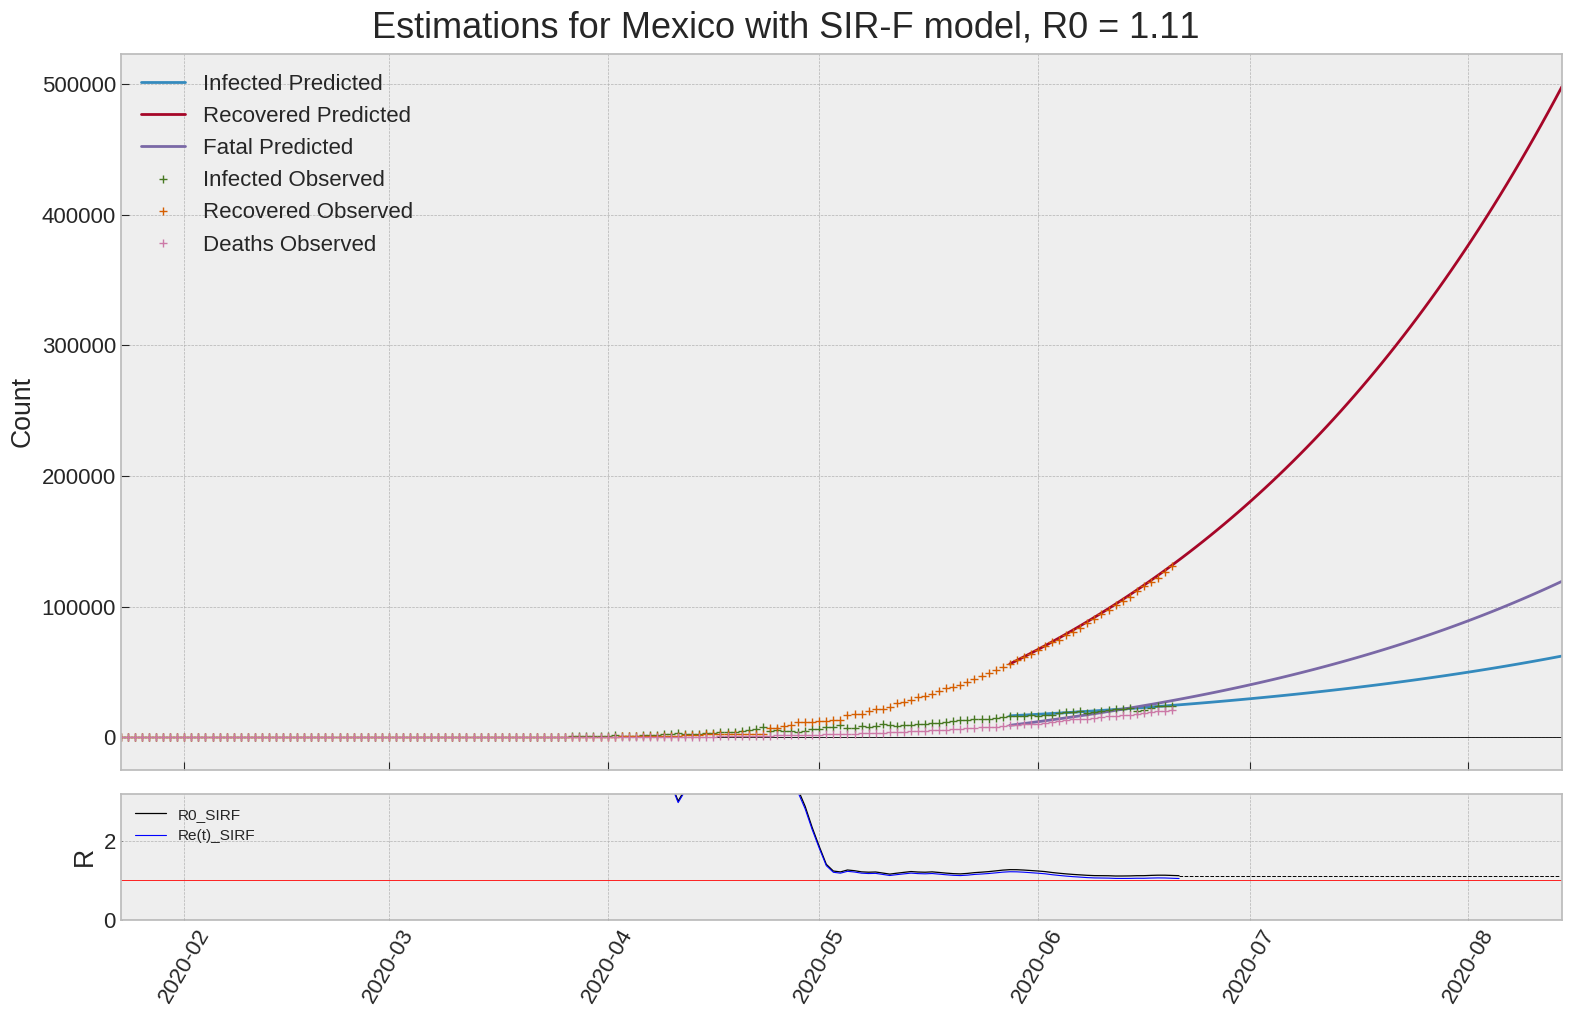 Estimations for Mexico with SIR-F model, R0 = 1.11
Infected Predicted
Recovered Predicted
Fatal Predicted
Infected Observed
Recovered Observed
Deaths Observed
500000
400000
300000
200000
100000
0
Count
R0_SIRF
Re(t)_SIRF
2
0
R
2020-02
2020-03
2020-04
2020-05
2020-06
2020-07
2020-08